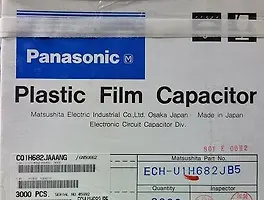 Panasonic M
Plastic Film Capacitor
Matsushita Electric Industrial Co.,Ltd. Osaka Japan Made in Japan
Electronic Circuit Capacitor Div.
CQ1H682JAAANG
Matsushita Part No.
ECH-U1H682JB5
3000 PCS.
Quantity
Inspector